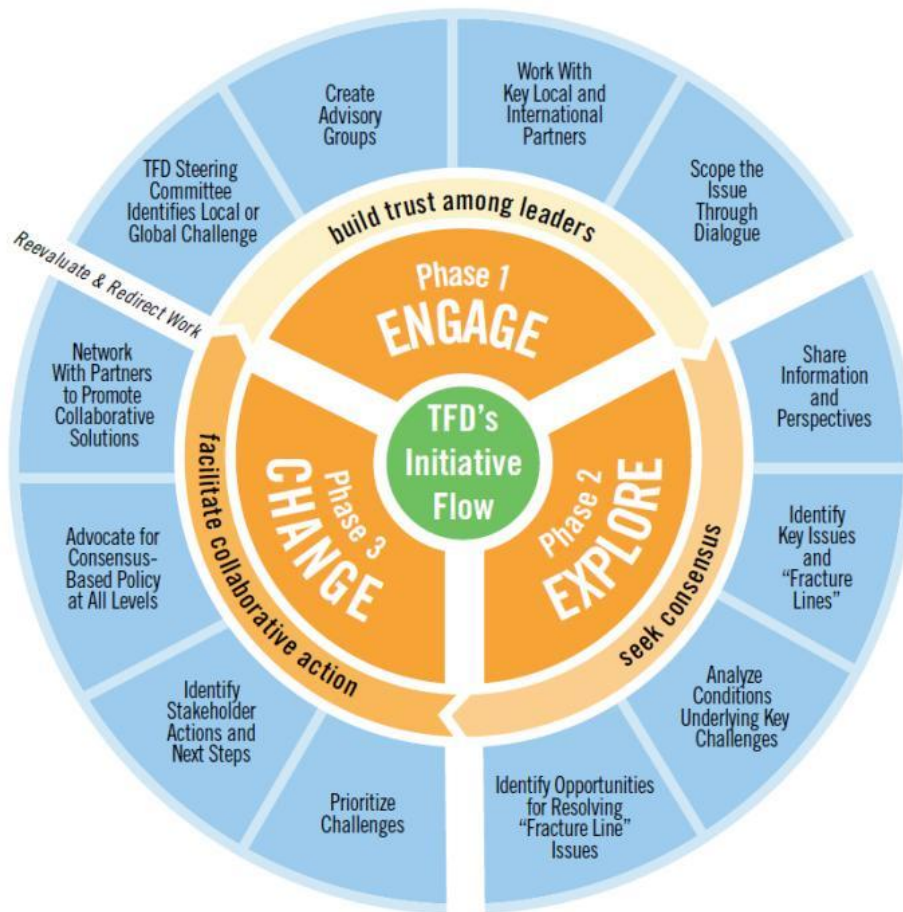 TFD's
Initiative
Flow
Phase 1
ENGAGE
build trust among leaders
TFD Steering
Committee
Identifies Local or
Global Challenge
Create
Advisory
Groups
Work With
Key Local and
International
Partners
Scope the
Issue
Through
Dialogue
Phase 2
EXPLORE
seek consensus
Share
Information
and
Perspectives
Identify
Key Issues
and
“Fracture
Lines”
Analyze
Conditions
Underlying Key
Challenges
Identify Opportunities
for Resolving
“Fracture Line”
Issues
Phase 3
CHANGE
facilitate collaborative action
Prioritize
Challenges
Identify
Stakeholder
Actions and
Next Steps
Advocate for
Consensus-
Based Policy
at All Levels
Network
With Partners
to Promote
Collaborative
Solutions
Reevaluate & Redirect Work